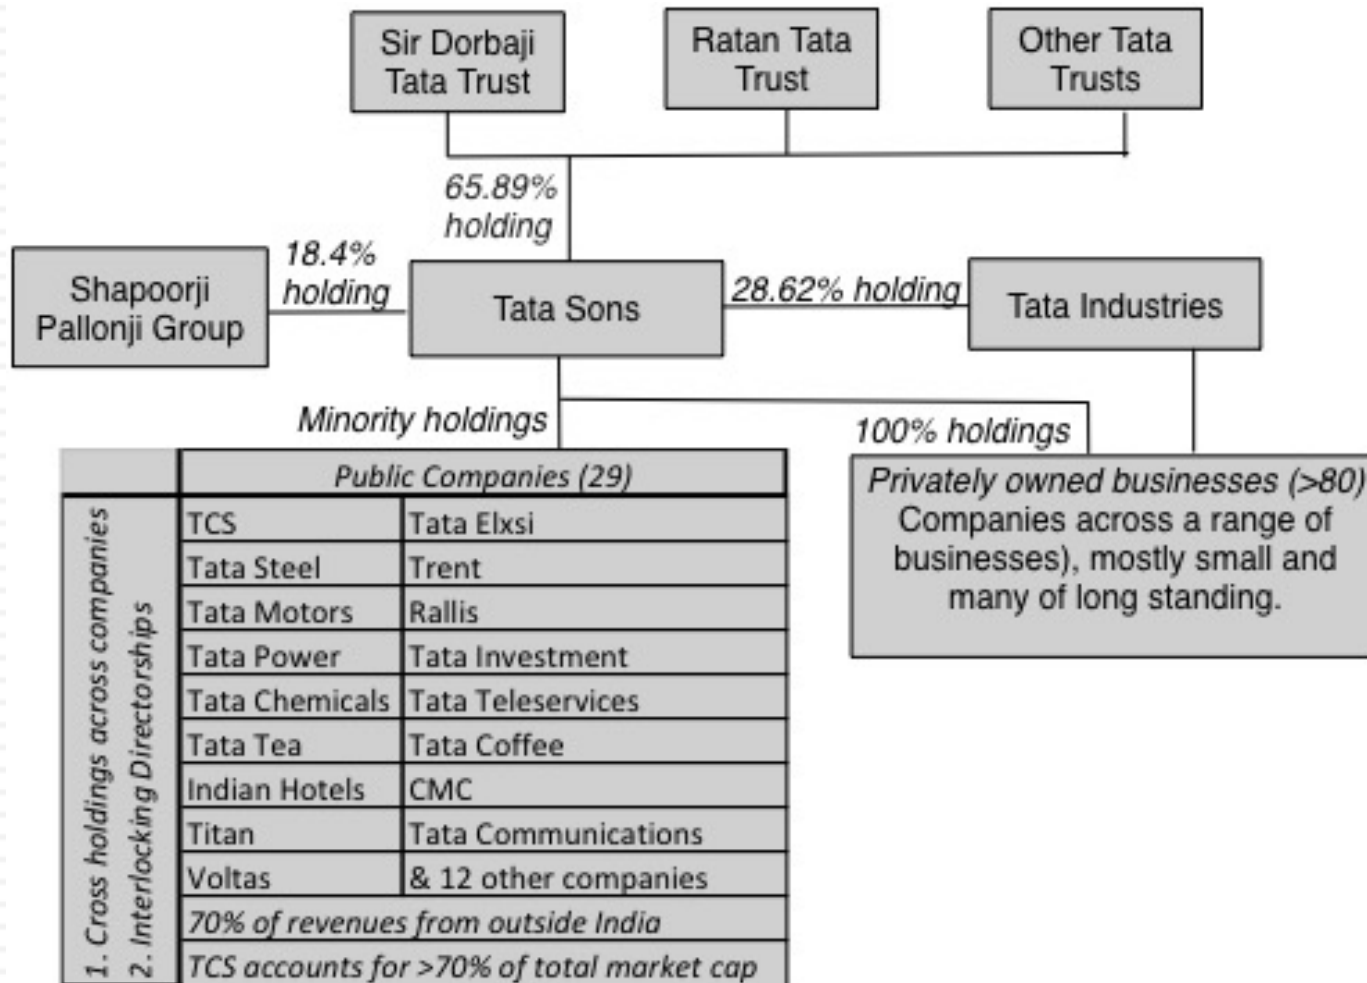 Sir Dorbaji
Tata Trust
Ratan Tata
Trust
Other Tata
Trusts
65.89%
holding
Shapoorji
Pallonji Group
18.4%
holding
Tata Sons
28.62% holding
Tata Industries
Minority holdings
100% holdings
Public Companies (29)
1. Cross holdings across companies
2. Interlocking Directorships
TCS Tata Elxsi
Tata Steel Trent
Tata Motors Rallis
Tata Power Tata Investment
Tata Chemicals Tata Teleservices
Tata Tea Tata Coffee
Indian Hotels CMC
Titan Tata Communications
Voltas & 12 other companies
70% of revenues from outside India
TCS accounts for >70% of total market cap
Privately owned businesses (>80)
Companies across a range of
businesses), mostly small and
many of long standing.